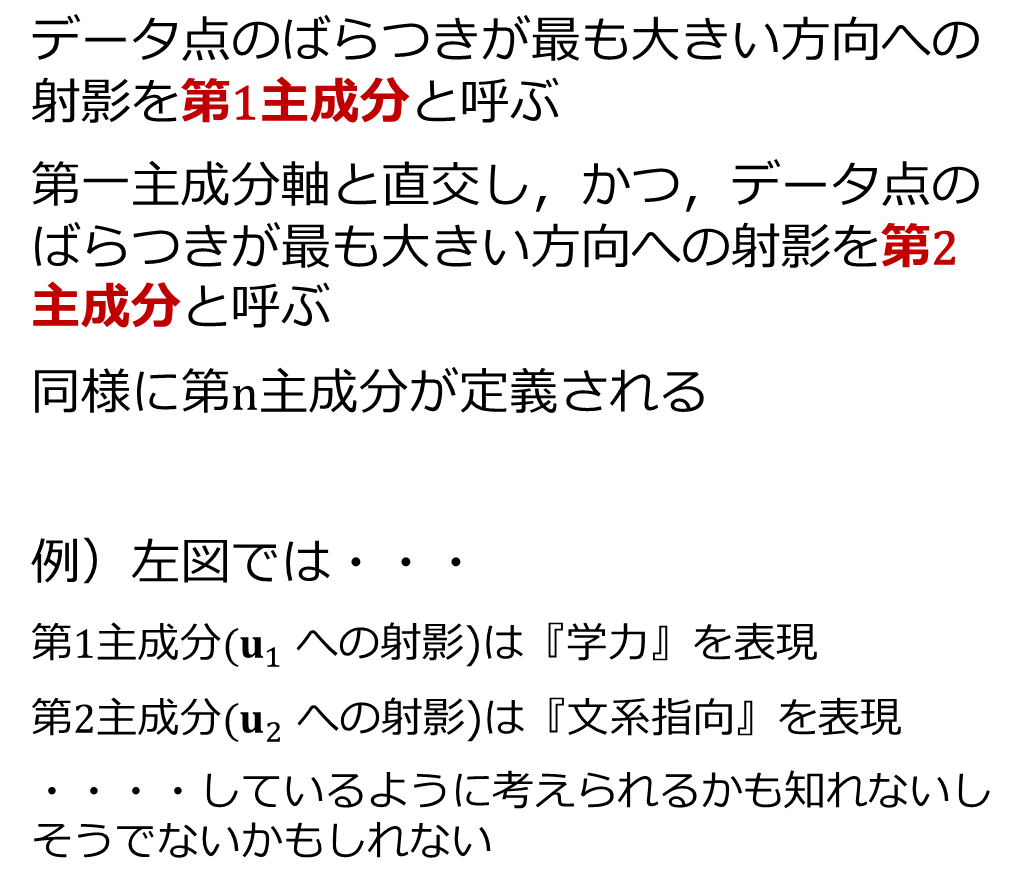 データ点のばらつきが最も大きい方向への
射影を第1主成分と呼ぶ
第一主成分軸と直交し，かつ，データ点の
ばらつきが最も大きい方向への射影を第2
主成分と呼ぶ
同様に第n主成分が定義される
例）左図では・・・
第1主成分(u₁ への射影)は『学力』を表現
第2主成分(u₂ への射影)は『文系指向』を表現
・・・・しているように考えられるかも知れないし
そうでないかもしれない